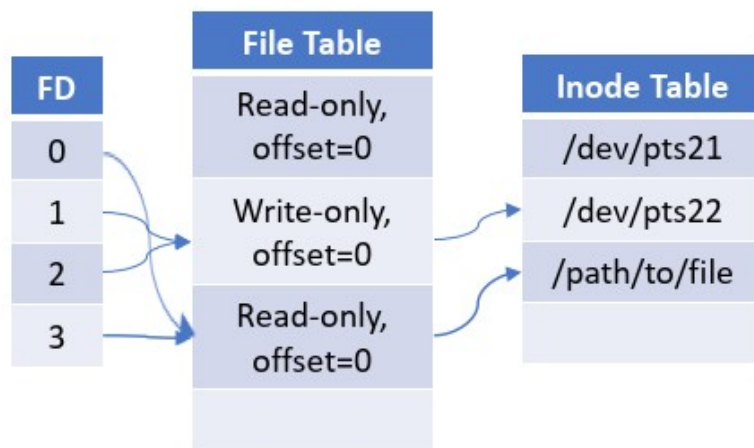 FD
0
1
2
3
File Table
Read-only,
offset=0
Write-only,
offset=0
Read-only,
offset=0
Inode Table
/dev/pts21
/dev/pts22
/path/to/file